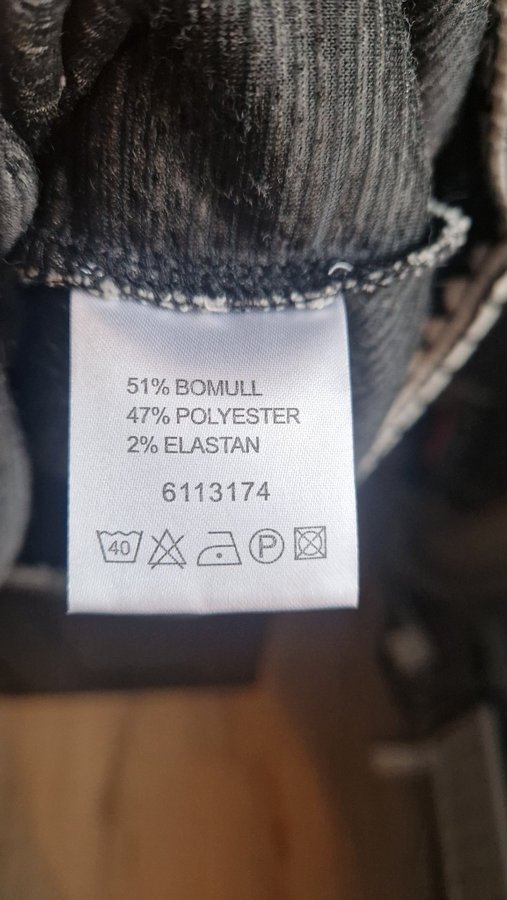 51% BOMULL
47% POLYESTER
2% ELASTAN
6113174
40 P